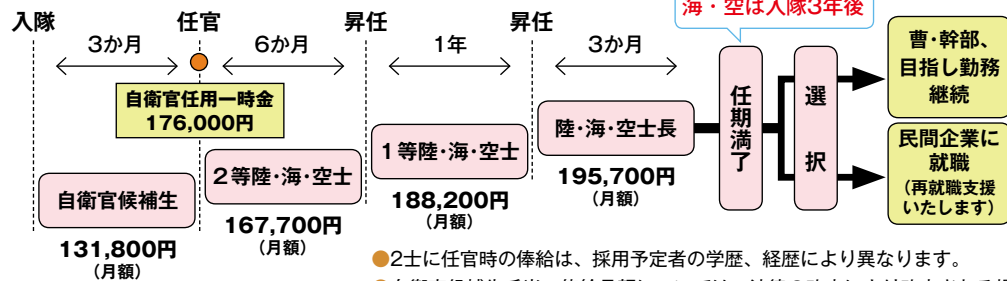 海・空は入隊3年後
入隊
任官
昇任
昇任
3か月
6か月
1年
3か月
自衛官任用一時金
176,000円
自衛官候補生
131,800円
(月額)
2等陸・海・空士
167,700円
(月額)
1等陸・海・空士
188,200円
(月額)
陸・海・空士長
195,700円
(月額)
任期満了
選択
曹・幹部、
目指し勤務
継続
民間企業に
就職
(再就職支援
いたします)
●2士に任官時の俸給は、採用予定者の学歴、経歴により異なります。